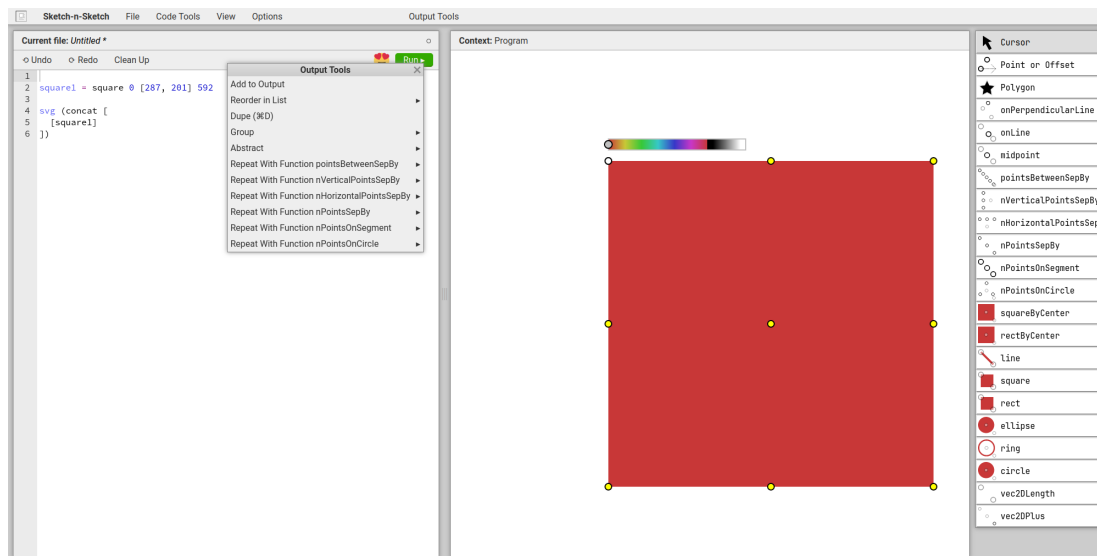 Sketch-n-Sketch File Code Tools View Options Output Tools
Current file: Untitled *
Undo Redo Clean Up Run
1
2 square1 = square 0 [287, 201] 592
3
4 svg (concat [
5 [square1]
6 ])
Output Tools
Add to Output
Reorder in List
Dupe (⌘D)
Group
Abstract
Repeat With Function pointsBetweenSepBy
Repeat With Function nVerticalPointsSepBy
Repeat With Function nHorizontalPointsSepBy
Repeat With Function nPointsSepBy
Repeat With Function nPointsOnSegment
Repeat With Function nPointsOnCircle
Context: Program
Cursor
Point or Offset
Polygon
onPerpendicularLine
onLine
midpoint
pointsBetweenSepBy
nVerticalPointsSepBy
nHorizontalPointsSep
nPointsSepBy
nPointsOnSegment
nPointsOnCircle
squareByCenter
rectByCenter
line
square
rect
ellipse
ring
circle
vec2DLength
vec2DPlus